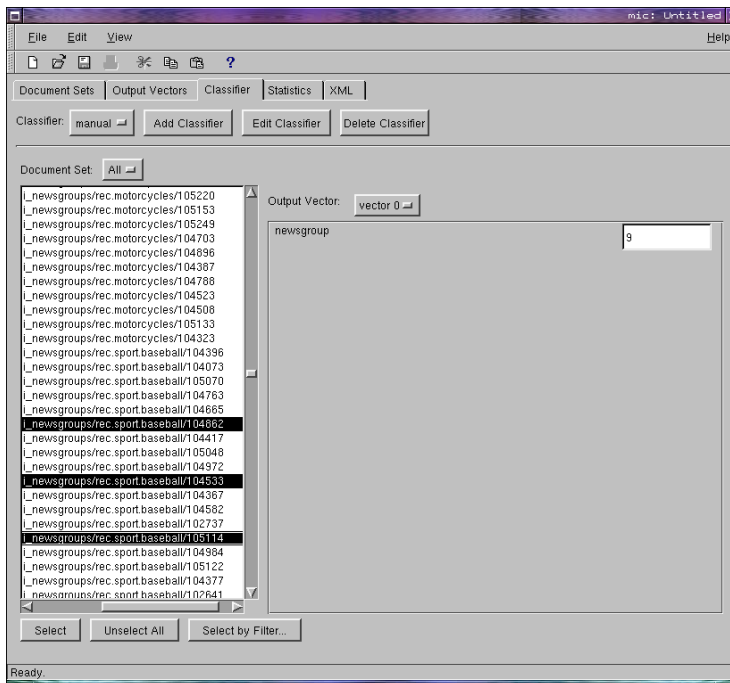 mic: Untitled
File Edit View Help
?
Document Sets Output Vectors Classifier Statistics XML
Classifier: manual Add Classifier Edit Classifier Delete Classifier
Document Set: All
Output Vector: vector 0
newsgroup 9
i_newsgroups/rec.motorcycles/105220
i_newsgroups/rec.motorcycles/105153
i_newsgroups/rec.motorcycles/105249
i_newsgroups/rec.motorcycles/104703
i_newsgroups/rec.motorcycles/104896
i_newsgroups/rec.motorcycles/104387
i_newsgroups/rec.motorcycles/104788
i_newsgroups/rec.motorcycles/104523
i_newsgroups/rec.motorcycles/104508
i_newsgroups/rec.motorcycles/105133
i_newsgroups/rec.motorcycles/104323
i_newsgroups/rec.sport.baseball/104396
i_newsgroups/rec.sport.baseball/104073
i_newsgroups/rec.sport.baseball/105070
i_newsgroups/rec.sport.baseball/104763
i_newsgroups/rec.sport.baseball/104665
i_newsgroups/rec.sport.baseball/104862
i_newsgroups/rec.sport.baseball/104417
i_newsgroups/rec.sport.baseball/105048
i_newsgroups/rec.sport.baseball/104972
i_newsgroups/rec.sport.baseball/104533
i_newsgroups/rec.sport.baseball/104367
i_newsgroups/rec.sport.baseball/104582
i_newsgroups/rec.sport.baseball/102737
i_newsgroups/rec.sport.baseball/105114
i_newsgroups/rec.sport.baseball/104984
i_newsgroups/rec.sport.baseball/105122
i_newsgroups/rec.sport.baseball/104377
i_newsgroups/rec.sport.baseball/102641
Select Unselect All Select by Filter...
Ready.